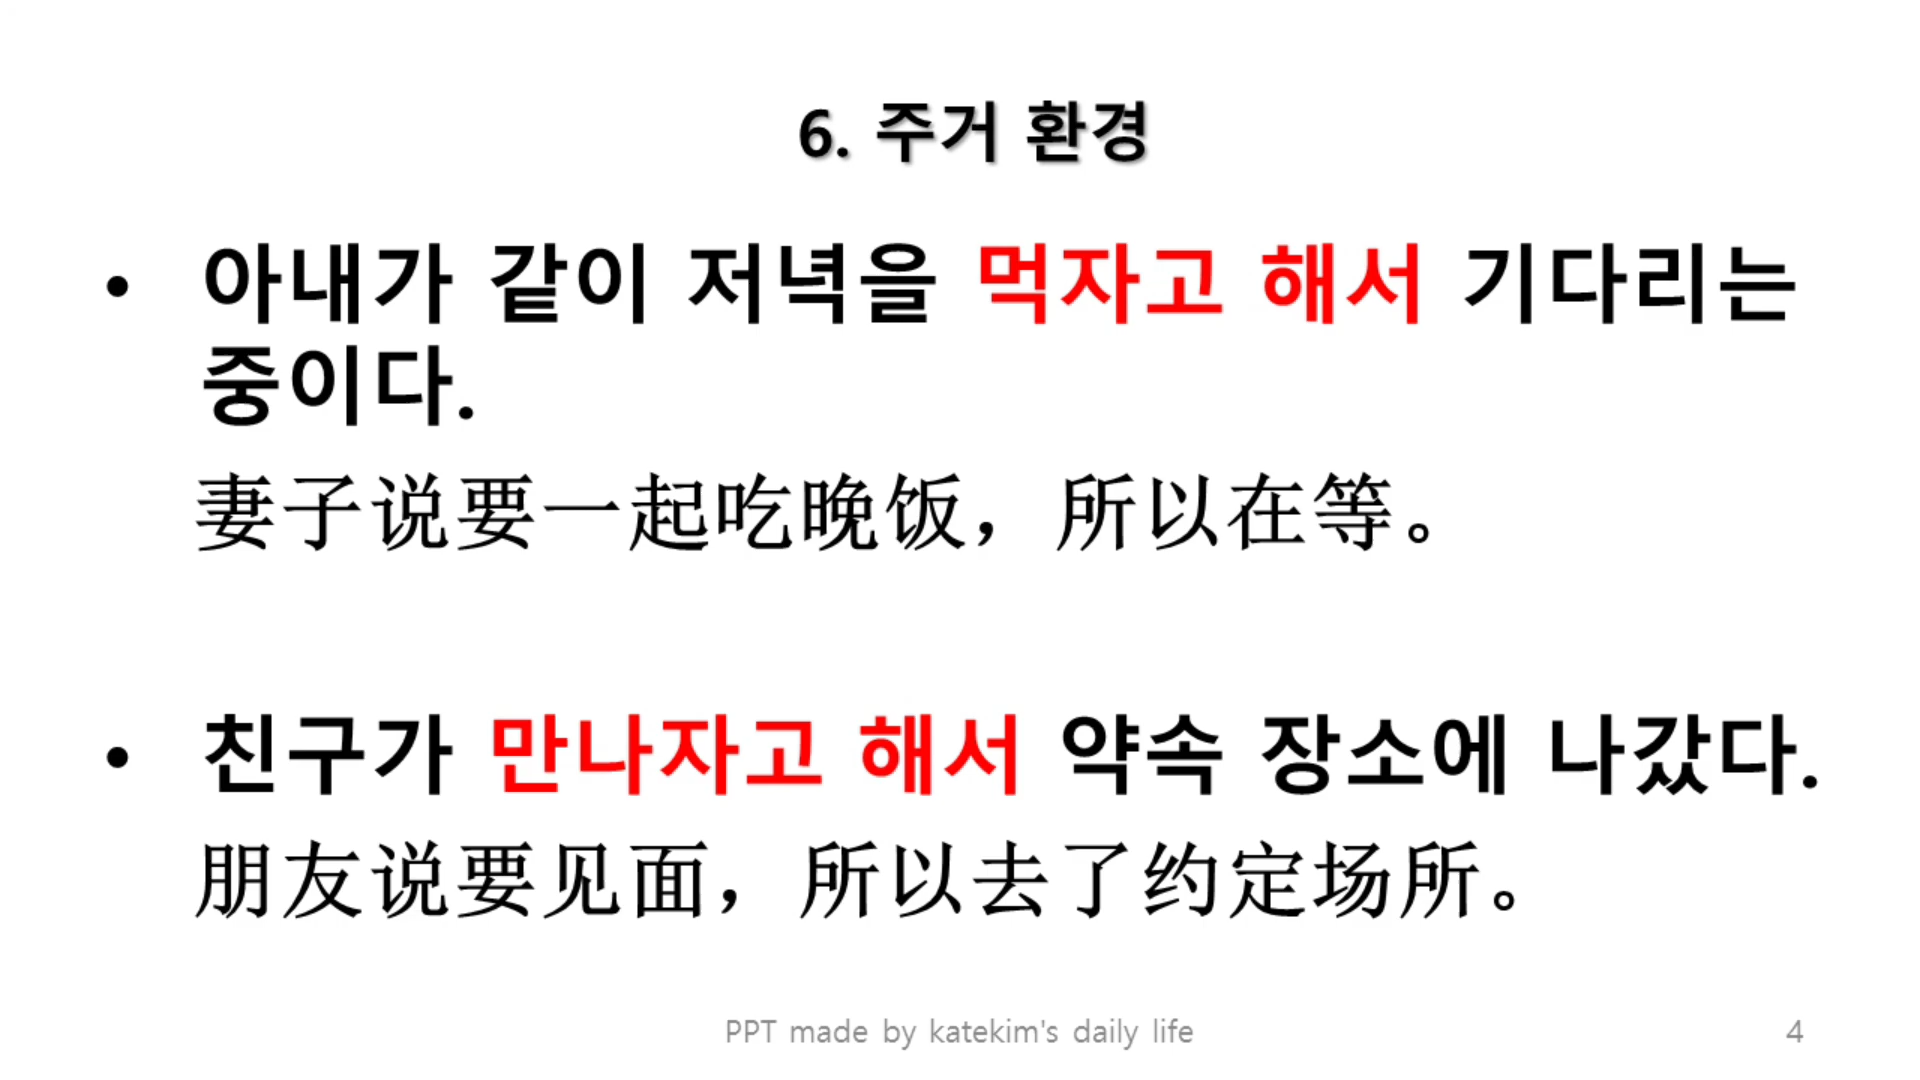 6. 주거 환경
• 아내가 같이 저녁을 먹자고 해서 기다리는
중이다.
妻子说要一起吃晚饭，所以在等。
• 친구가 만나자고 해서 약속 장소에 나갔다.
朋友说要见面，所以去了约定场所。
PPT made by katekim's daily life
4